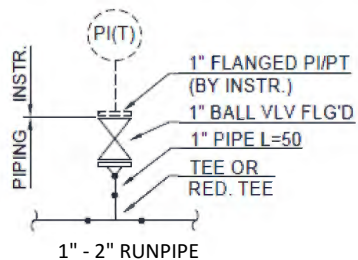 PI(T)
INSTR.
PIPING
1" FLANGED PI/PT
(BY INSTR.)
1" BALL VLV FLG'D
1" PIPE L=50
TEE OR
RED. TEE
1" - 2" RUNPIPE